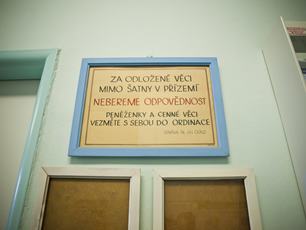 ZA ODLOŽENÉ VĚCI
MIMO ŠATNY V PŘÍZEMÍ
NEBEREME ODPOVĚDNOST
PENĚŽENKY A CENNÉ VĚCI
VEZMĚTE S SEBOU DO ORDINACE